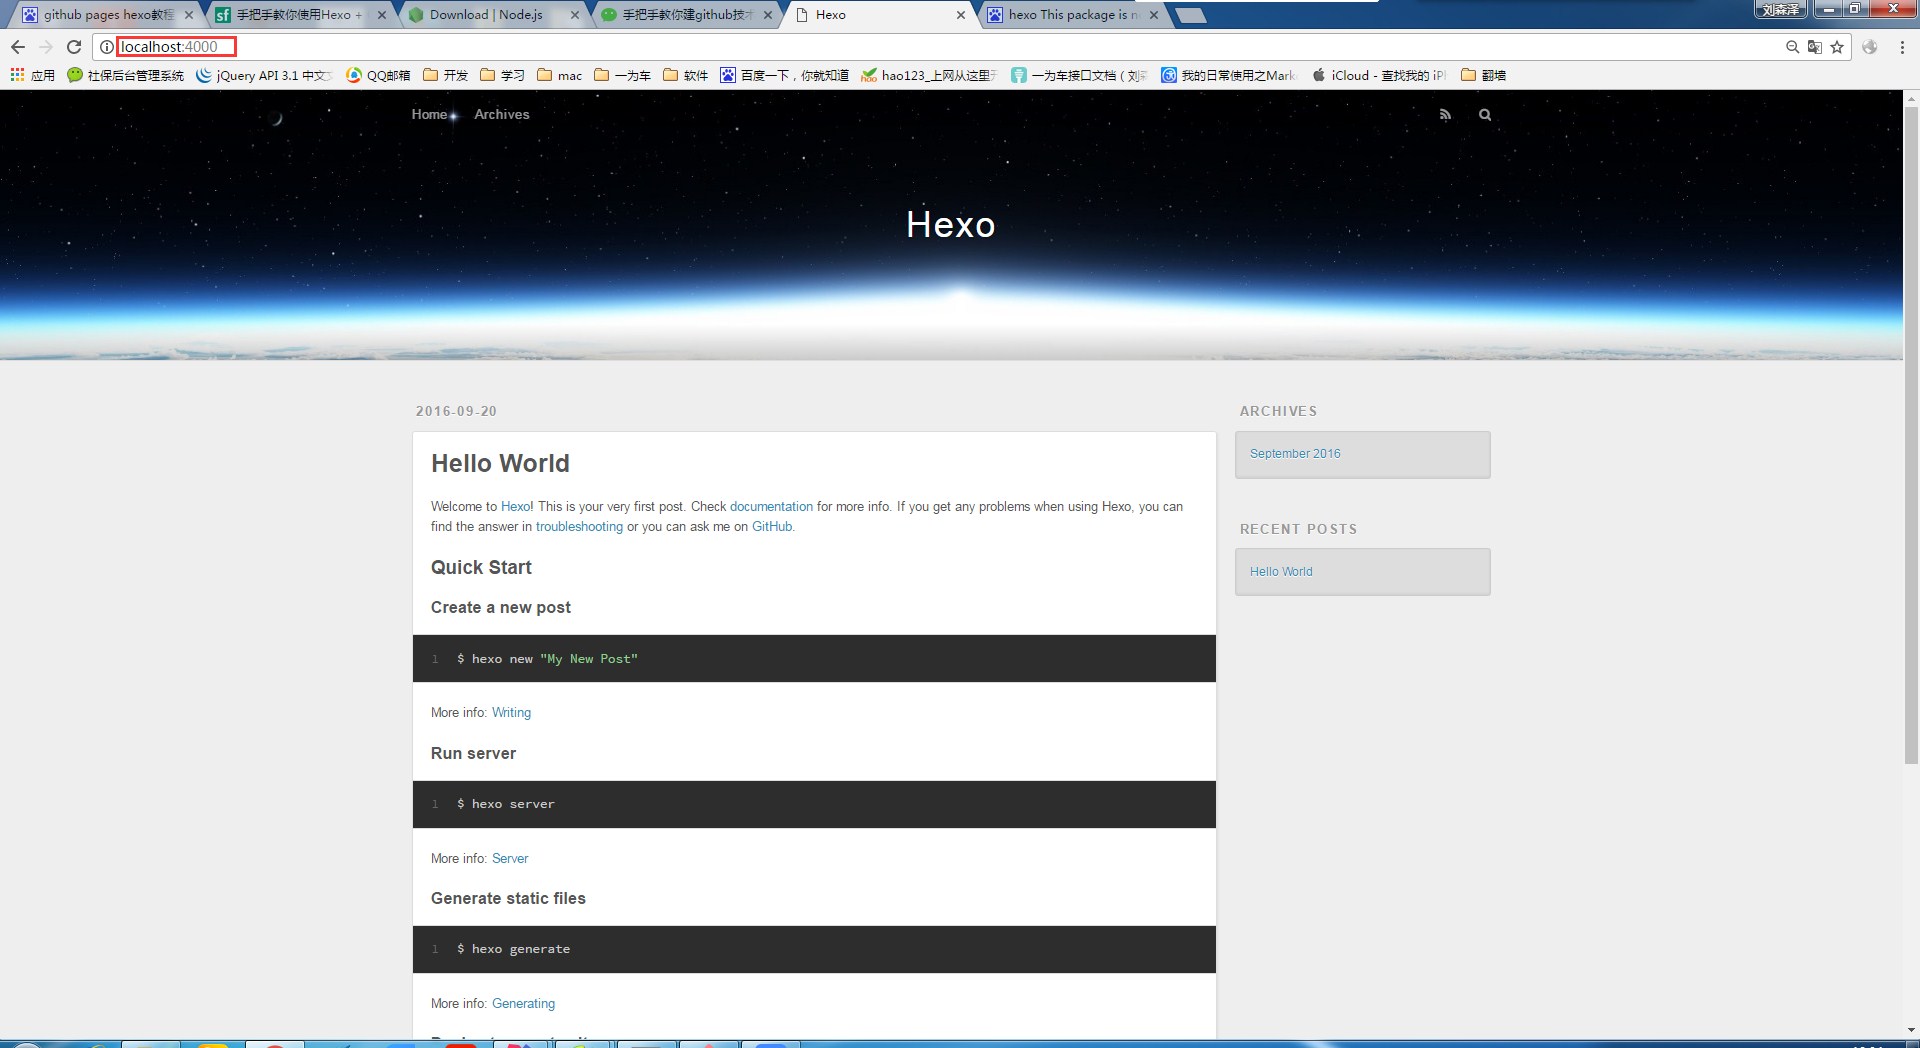 github pages hexo教程
手把手教你使用Hexo +
Download | Node.js
手把手教你建github技术
Hexo
hexo This package is n
刘森泽
localhost:4000
应用
社保后台管理系统
jQuery API 3.1 中文
QQ邮箱
开发
学习
mac
一为车
软件
百度一下，你就知道
hao123_上网从这里
一为车接口文档（刘
我的日常使用之Mark
iCloud - 查找我的 iP
翻墙
Home
Archives
Hexo
2016-09-20
Hello World
Welcome to Hexo! This is your very first post. Check documentation for more info. If you get any problems when using Hexo, you can
find the answer in troubleshooting or you can ask me on GitHub.
Quick Start
Create a new post
1 $ hexo new "My New Post"
More info: Writing
Run server
1 $ hexo server
More info: Server
Generate static files
1 $ hexo generate
More info: Generating
ARCHIVES
September 2016
RECENT POSTS
Hello World